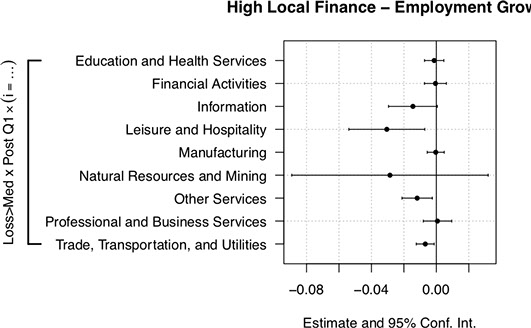 High Local Finance – Employment Grow
Loss>Med x Post Q1 × (i = ...)
Education and Health Services
Financial Activities
Information
Leisure and Hospitality
Manufacturing
Natural Resources and Mining
Other Services
Professional and Business Services
Trade, Transportation, and Utilities
−0.08 −0.04 0.00
Estimate and 95% Conf. Int.